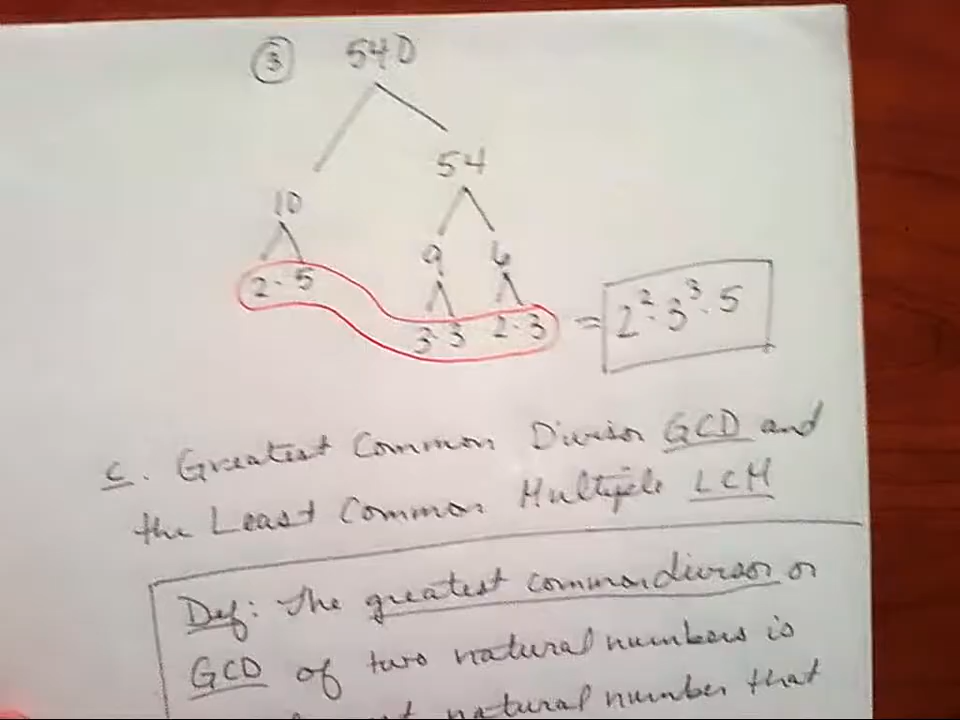 ③ 540
54
10
9 6
2 · 5
3·3 2·3 = 2²·3³·5
c. Greatest Common Divisor GCD and
the Least Common Multiple LCM
Def: The greatest common divisor or
GCD of two natural numbers is
natural number that